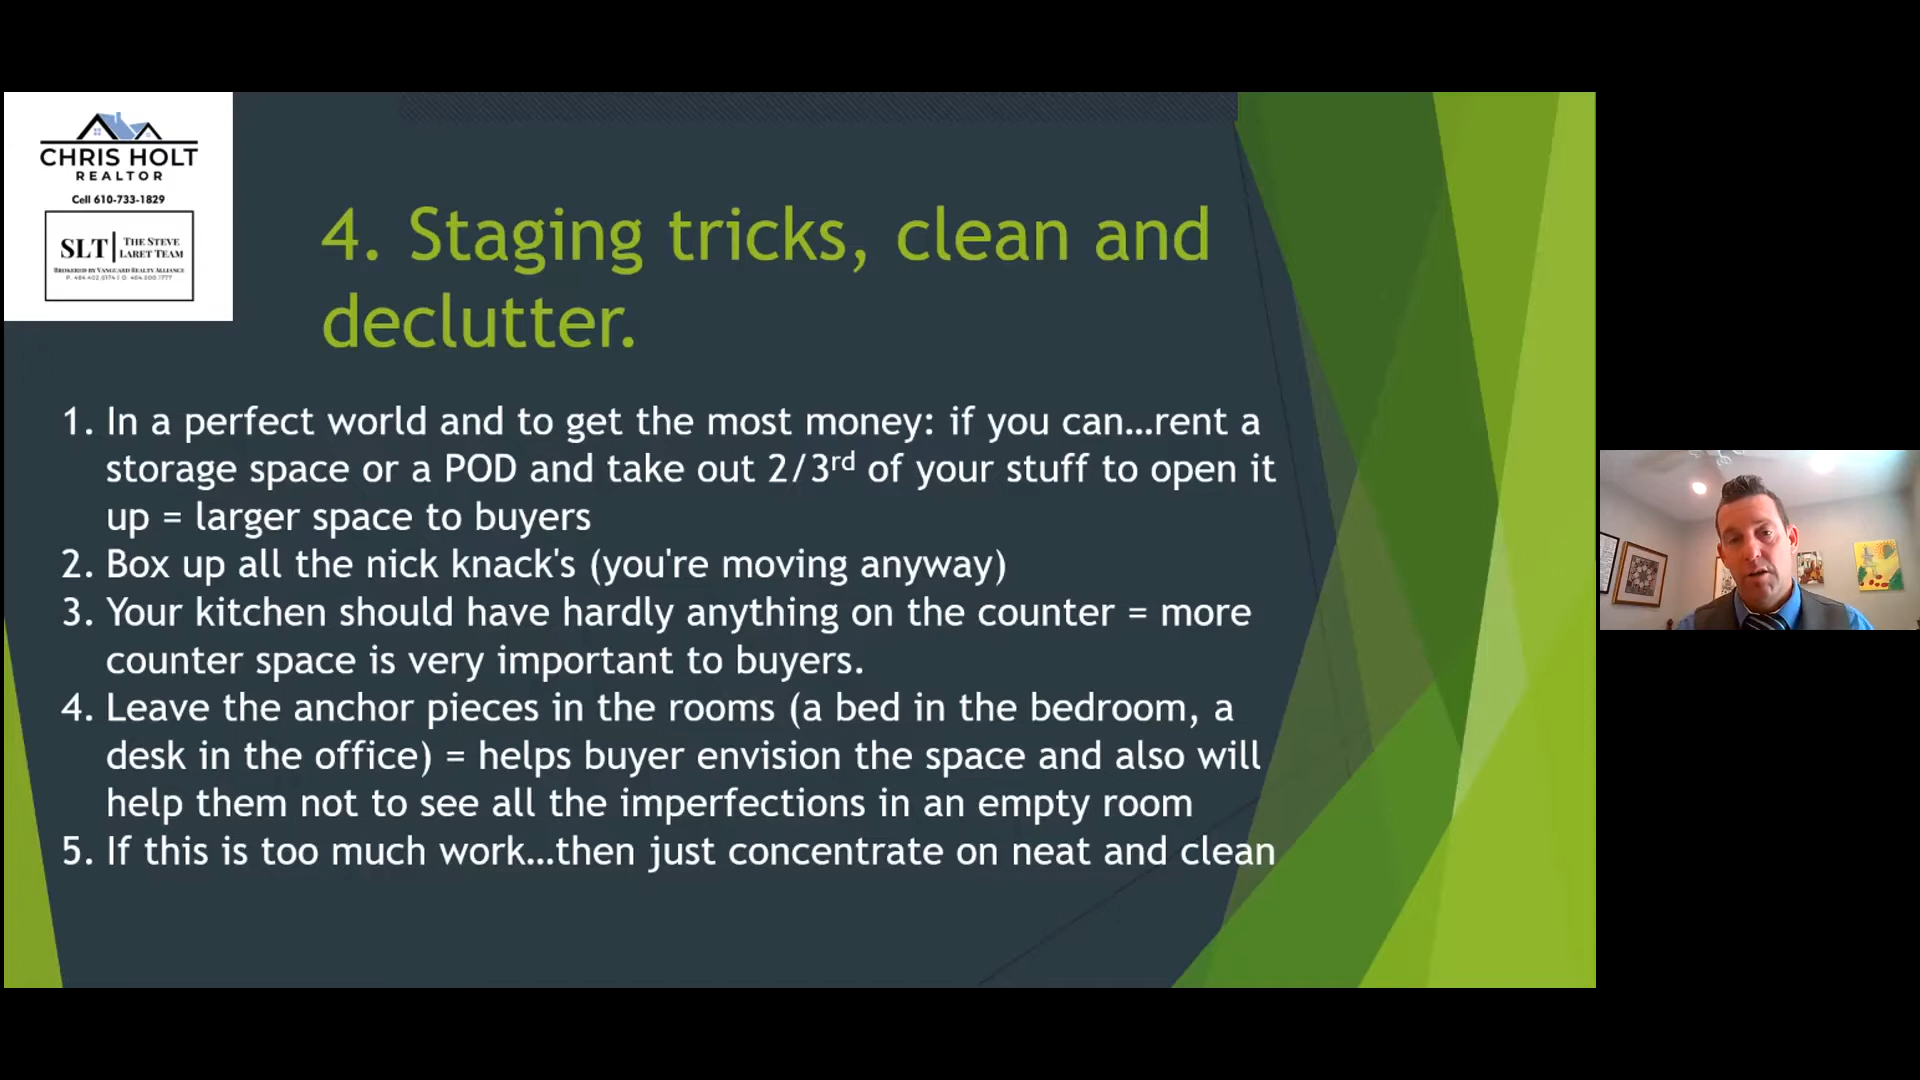 CHRIS HOLT
REALTOR
Cell 610-733-1829
SLT THE STEVE
LARET TEAM
BROKERED BY VANGUARD REALTY ALLIANCE
4. Staging tricks, clean and
declutter.
1. In a perfect world and to get the most money: if you can…rent a
storage space or a POD and take out 2/3rd of your stuff to open it
up = larger space to buyers
2. Box up all the nick knack's (you're moving anyway)
3. Your kitchen should have hardly anything on the counter = more
counter space is very important to buyers.
4. Leave the anchor pieces in the rooms (a bed in the bedroom, a
desk in the office) = helps buyer envision the space and also will
help them not to see all the imperfections in an empty room
5. If this is too much work…then just concentrate on neat and clean